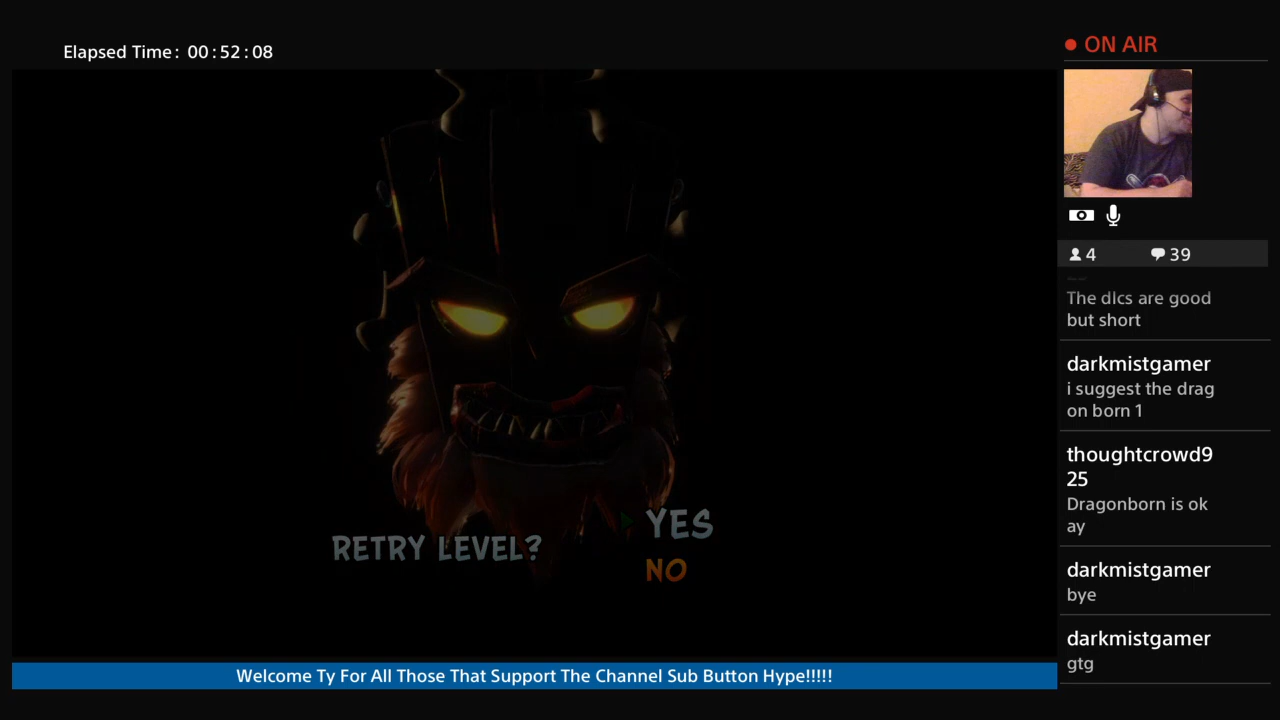 Elapsed Time: 00:52:08
ON AIR
4
39
The dlcs are good
but short
darkmistgamer
i suggest the drag
on born 1
thoughtcrowd9
25
Dragonborn is ok
ay
darkmistgamer
bye
darkmistgamer
gtg
RETRY LEVEL?
YES
NO
Welcome Ty For All Those That Support The Channel Sub Button Hype!!!!!